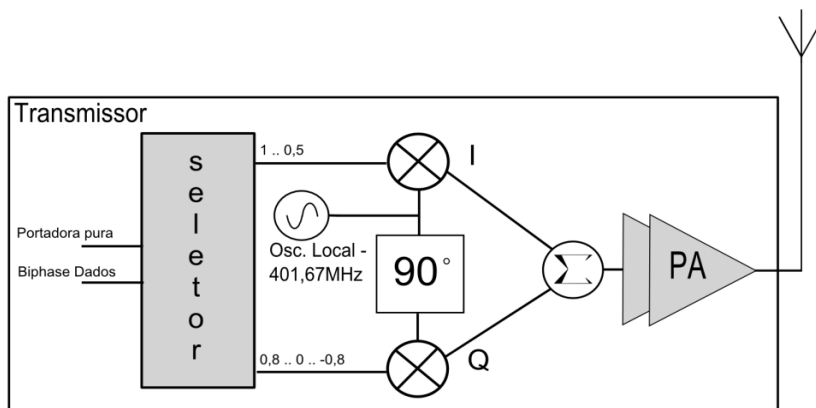 Transmissor
seletor
1 .. 0,5
I
Portadora pura
Biphase Dados
Osc. Local -
401,67MHz
90°
Σ
PA
0,8 .. 0 .. -0,8
Q